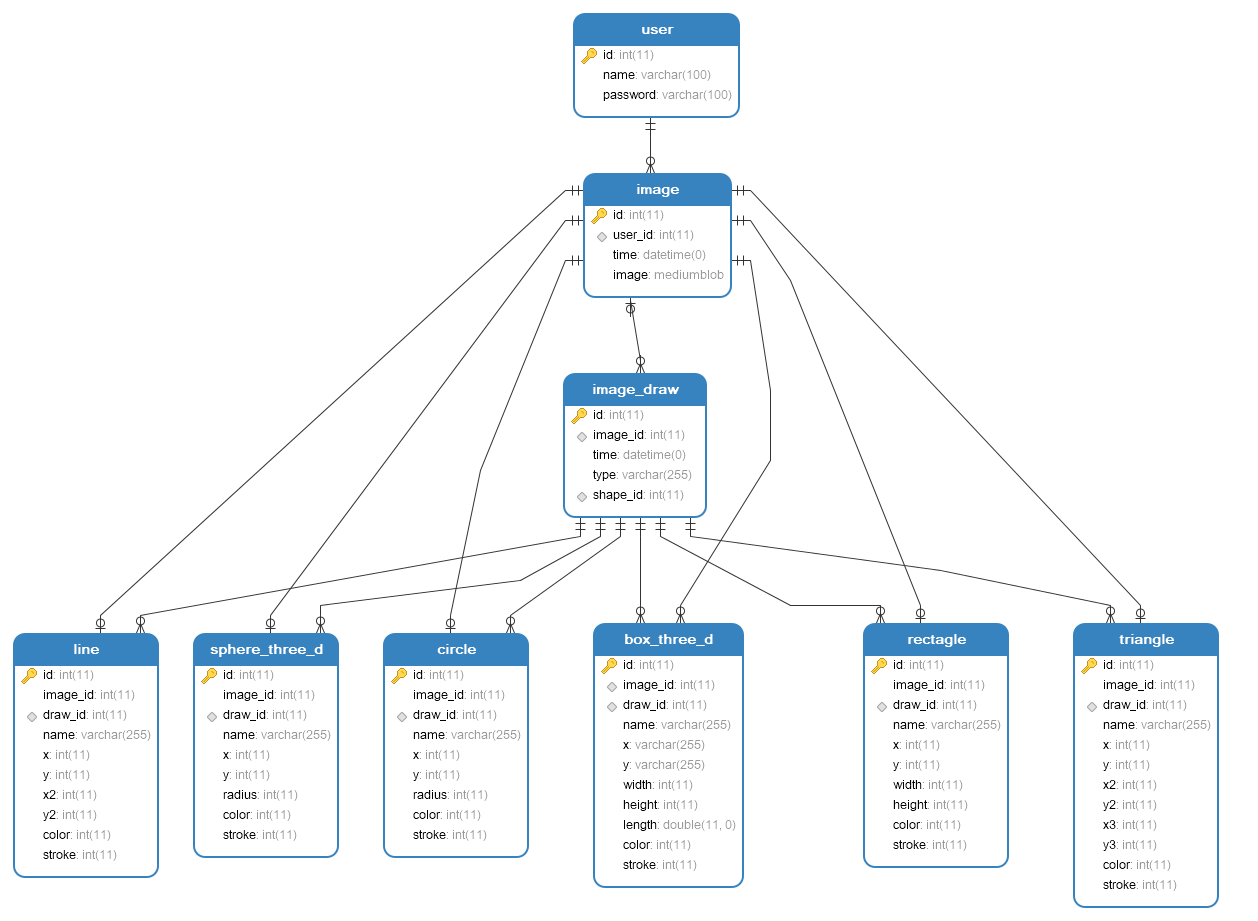 user
id: int(11)
name: varchar(100)
password: varchar(100)
image
id: int(11)
user_id: int(11)
time: datetime(0)
image: mediumblob
image_draw
id: int(11)
image_id: int(11)
time: datetime(0)
type: varchar(255)
shape_id: int(11)
line
id: int(11)
image_id: int(11)
draw_id: int(11)
name: varchar(255)
x: int(11)
y: int(11)
x2: int(11)
y2: int(11)
color: int(11)
stroke: int(11)
sphere_three_d
id: int(11)
image_id: int(11)
draw_id: int(11)
name: varchar(255)
x: int(11)
y: int(11)
radius: int(11)
color: int(11)
stroke: int(11)
circle
id: int(11)
image_id: int(11)
draw_id: int(11)
name: varchar(255)
x: int(11)
y: int(11)
radius: int(11)
color: int(11)
stroke: int(11)
box_three_d
id: int(11)
image_id: int(11)
draw_id: int(11)
name: varchar(255)
x: varchar(255)
y: varchar(255)
width: int(11)
height: int(11)
length: double(11, 0)
color: int(11)
stroke: int(11)
rectagle
id: int(11)
image_id: int(11)
draw_id: int(11)
name: varchar(255)
x: int(11)
y: int(11)
width: int(11)
height: int(11)
color: int(11)
stroke: int(11)
triangle
id: int(11)
image_id: int(11)
draw_id: int(11)
name: varchar(255)
x: int(11)
y: int(11)
x2: int(11)
y2: int(11)
x3: int(11)
y3: int(11)
color: int(11)
stroke: int(11)